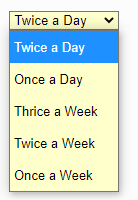 Twice a Day
Twice a Day
Once a Day
Thrice a Week
Twice a Week
Once a Week